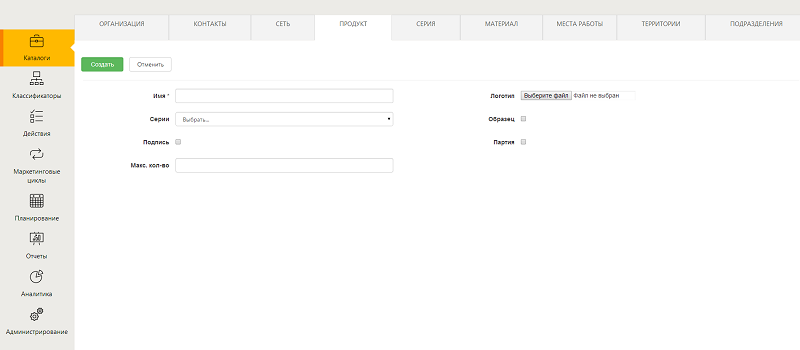 ОРГАНИЗАЦИЯ КОНТАКТЫ СЕТЬ ПРОДУКТ СЕРИЯ МАТЕРИАЛ МЕСТА РАБОТЫ ТЕРРИТОРИИ ПОДРАЗДЕЛЕНИЯ
Каталоги
Классификаторы
Действия
Маркетинговые
циклы
Планирование
Отчеты
Аналитика
Администрирование
Создать Отменить
Имя * Логотип Выберите файл Файл не выбран
Серии Выбрать... Образец
Подпись Партия
Макс. кол-во